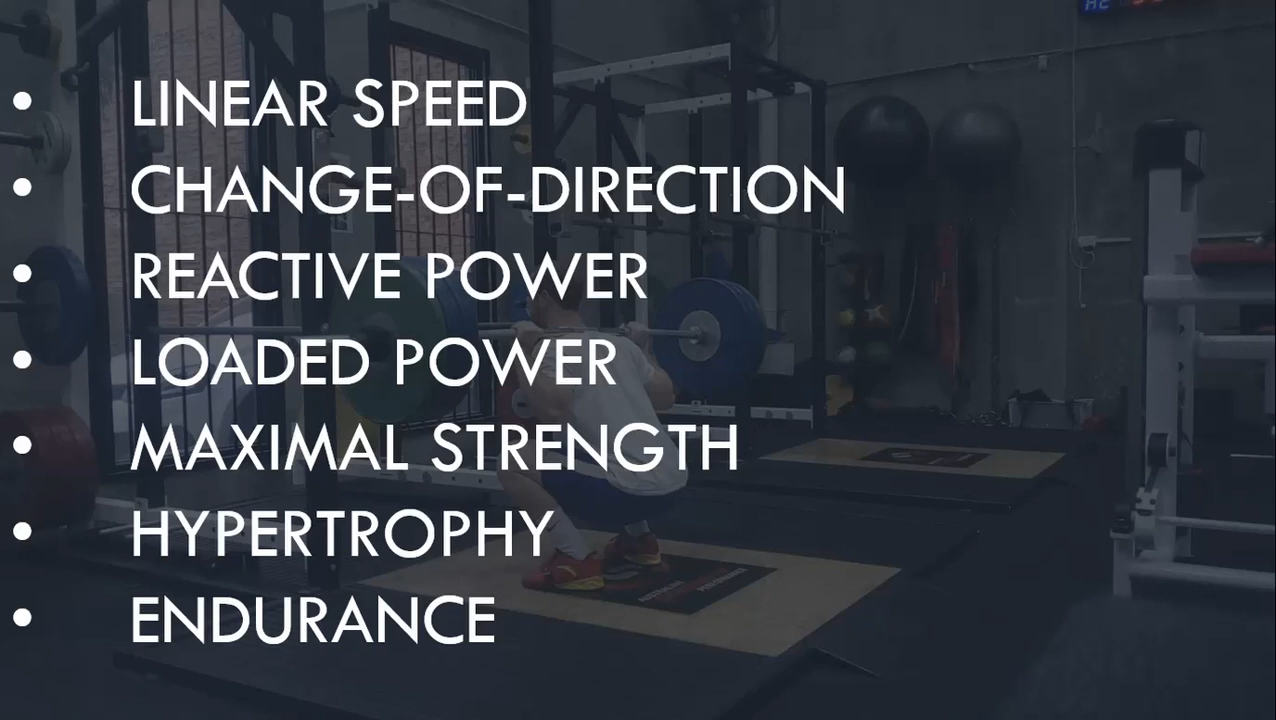 • LINEAR SPEED
• CHANGE-OF-DIRECTION
• REACTIVE POWER
• LOADED POWER
• MAXIMAL STRENGTH
• HYPERTROPHY
• ENDURANCE